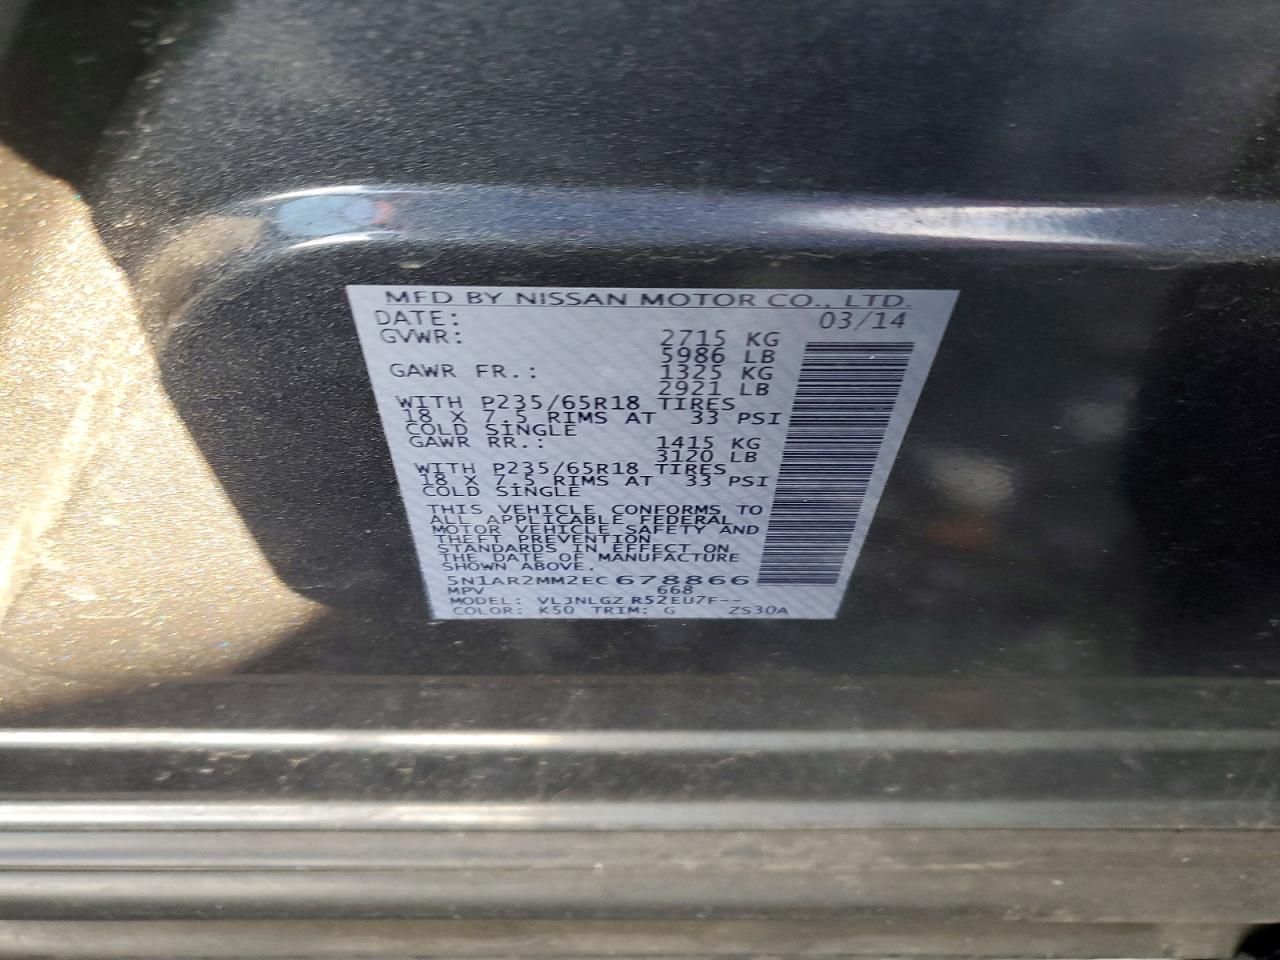 MFD BY NISSAN MOTOR CO., LTD.
DATE: 03/14
GVWR: 2715 KG
5986 LB
GAWR FR.: 1325 KG
2921 LB
WITH P235/65R18 TIRES
18 X 7.5 RIMS AT 33 PSI
COLD SINGLE
GAWR RR.: 1415 KG
3120 LB
WITH P235/65R18 TIRES
18 X 7.5 RIMS AT 33 PSI
COLD SINGLE
THIS VEHICLE CONFORMS TO
ALL APPLICABLE FEDERAL
MOTOR VEHICLE SAFETY AND
THEFT PREVENTION
STANDARDS IN EFFECT ON
THE DATE OF MANUFACTURE
SHOWN ABOVE.
5N1AR2MM2EC678866
MPV 668
MODEL: VLJNLGZ R52EU7F--
COLOR: K50 TRIM: G ZS30A